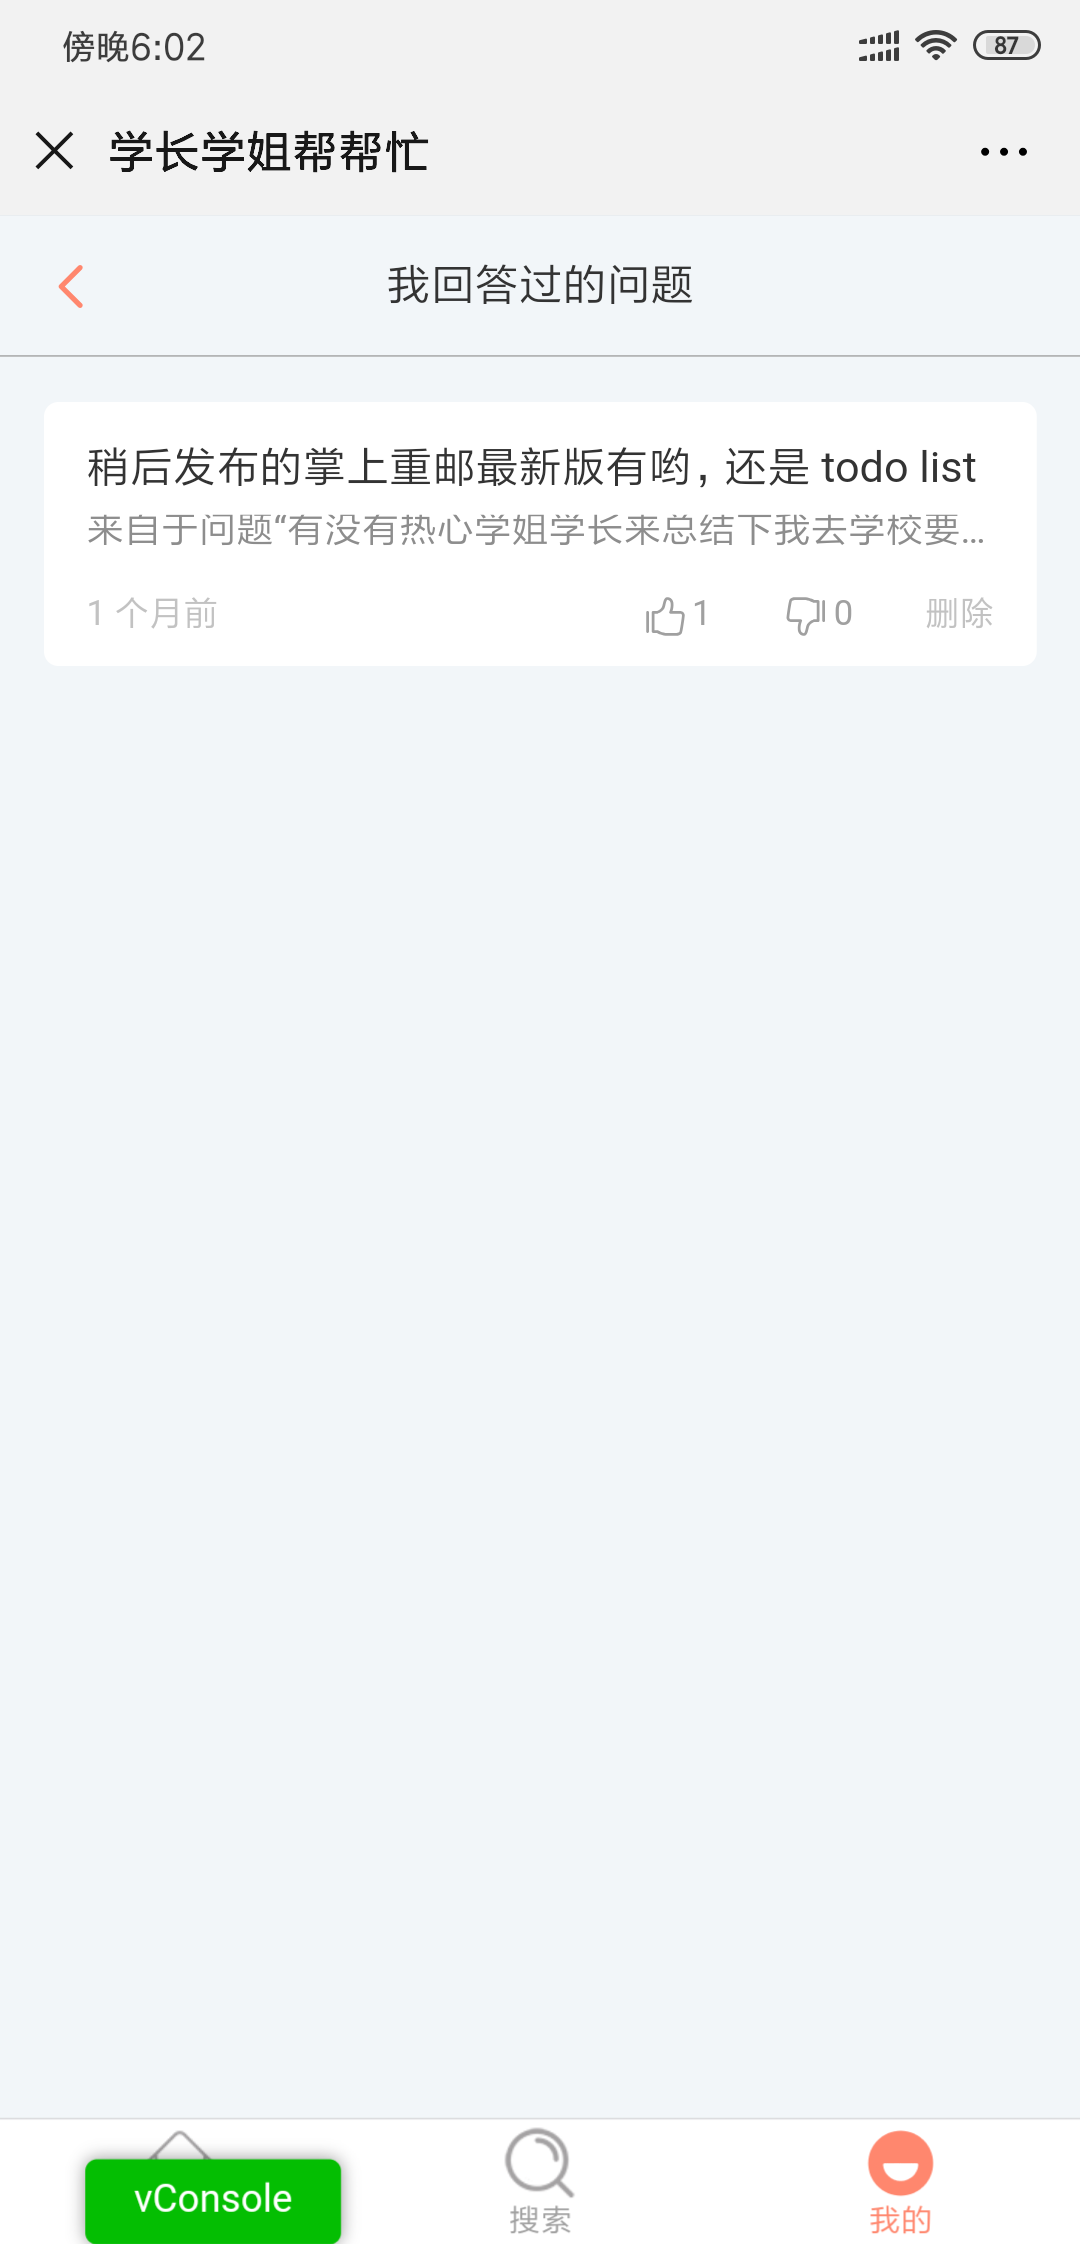 傍晚6:02
87
学长学姐帮帮忙
我回答过的问题
稍后发布的掌上重邮最新版有哟，还是 todo list
来自于问题“有没有热心学姐学长来总结下我去学校要...
1 个月前
1
0
删除
vConsole
搜索
我的